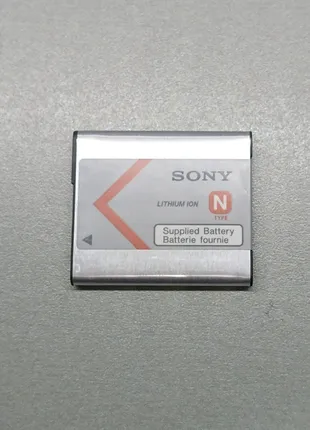 SONY
LITHIUM ION
N
TYPE
Supplied Battery
Batterie fournie